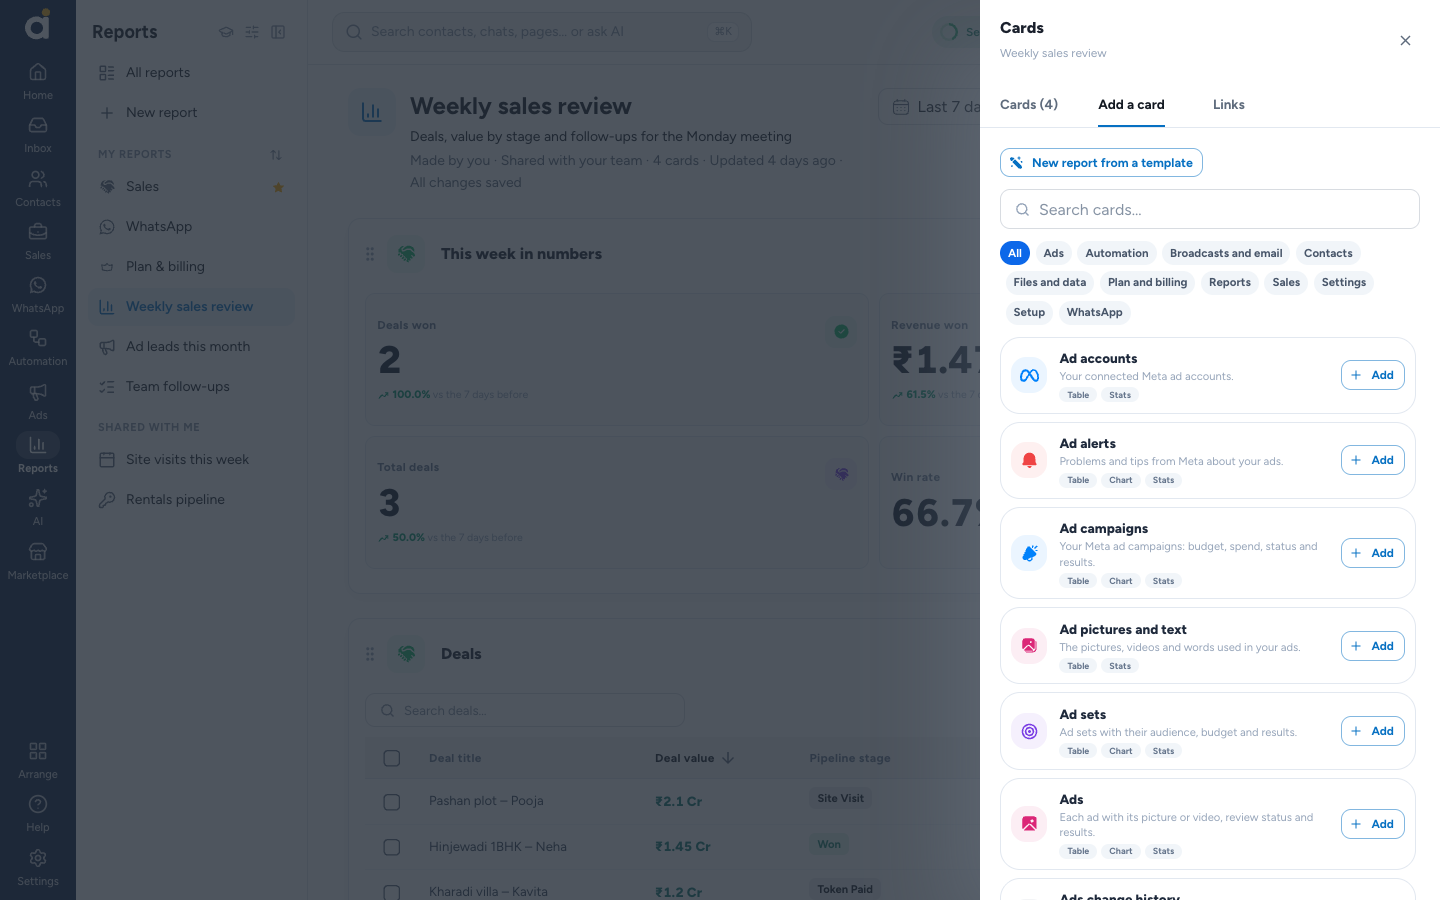 Home
Inbox
Contacts
Sales
WhatsApp
Automation
Ads
Reports
AI
Marketplace
Arrange
Help
Settings
Reports
All reports
New report
MY REPORTS
Sales
WhatsApp
Plan & billing
Weekly sales review
Ad leads this month
Team follow-ups
SHARED WITH ME
Site visits this week
Rentals pipeline
Search contacts, chats, pages... or ask AI
⌘K
Weekly sales review
Last 7 da
Deals, value by stage and follow-ups for the Monday meeting
Made by you · Shared with your team · 4 cards · Updated 4 days ago ·
All changes saved
This week in numbers
Deals won
2
100.0% vs the 7 days before
Revenue won
₹1.47
61.5% vs the 7
Total deals
3
50.0% vs the 7 days before
Win rate
66.7%
Deals
Search deals...
Deal title
Deal value
Pipeline stage
Pashan plot – Pooja
₹2.1 Cr
Site Visit
Hinjewadi 1BHK – Neha
₹1.45 Cr
Won
Kharadi villa – Kavita
₹1.2 Cr
Token Paid
Cards
Weekly sales review
Cards (4)
Add a card
Links
New report from a template
Search cards...
All
Ads
Automation
Broadcasts and email
Contacts
Files and data
Plan and billing
Reports
Sales
Settings
Setup
WhatsApp
Ad accounts
Your connected Meta ad accounts.
Table
Stats
Add
Ad alerts
Problems and tips from Meta about your ads.
Table
Chart
Stats
Add
Ad campaigns
Your Meta ad campaigns: budget, spend, status and
results.
Table
Chart
Stats
Add
Ad pictures and text
The pictures, videos and words used in your ads.
Table
Stats
Add
Ad sets
Ad sets with their audience, budget and results.
Table
Chart
Stats
Add
Ads
Each ad with its picture or video, review status and
results.
Table
Chart
Stats
Add
Ads change history